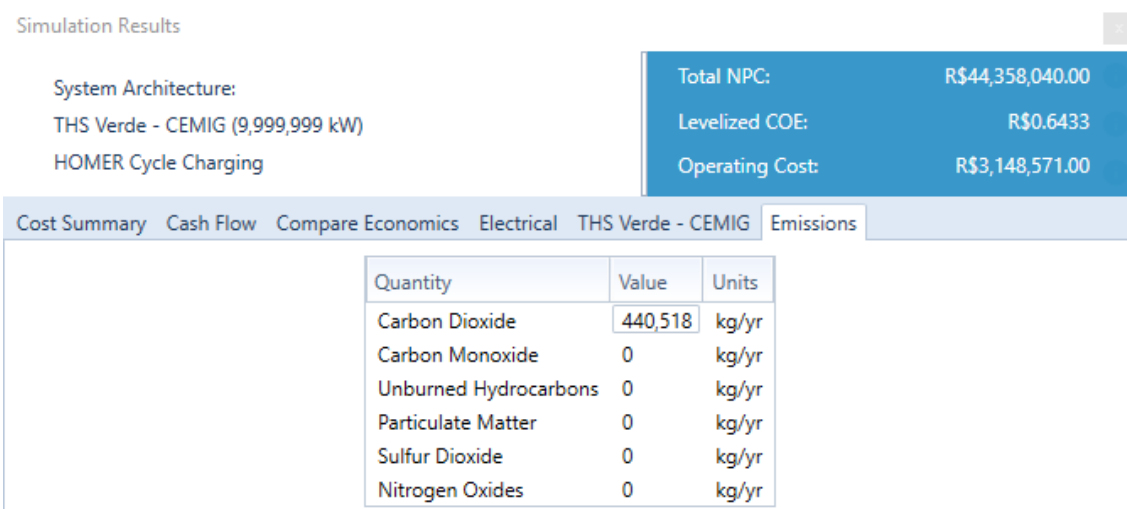 Simulation Results
x
System Architecture:
THS Verde - CEMIG (9,999,999 kW)
HOMER Cycle Charging
Total NPC: R$44,358,040.00
Levelized COE: R$0.6433
Operating Cost: R$3,148,571.00
Cost Summary Cash Flow Compare Economics Electrical THS Verde - CEMIG Emissions
Quantity Value Units
Carbon Dioxide 440,518 kg/yr
Carbon Monoxide 0 kg/yr
Unburned Hydrocarbons 0 kg/yr
Particulate Matter 0 kg/yr
Sulfur Dioxide 0 kg/yr
Nitrogen Oxides 0 kg/yr